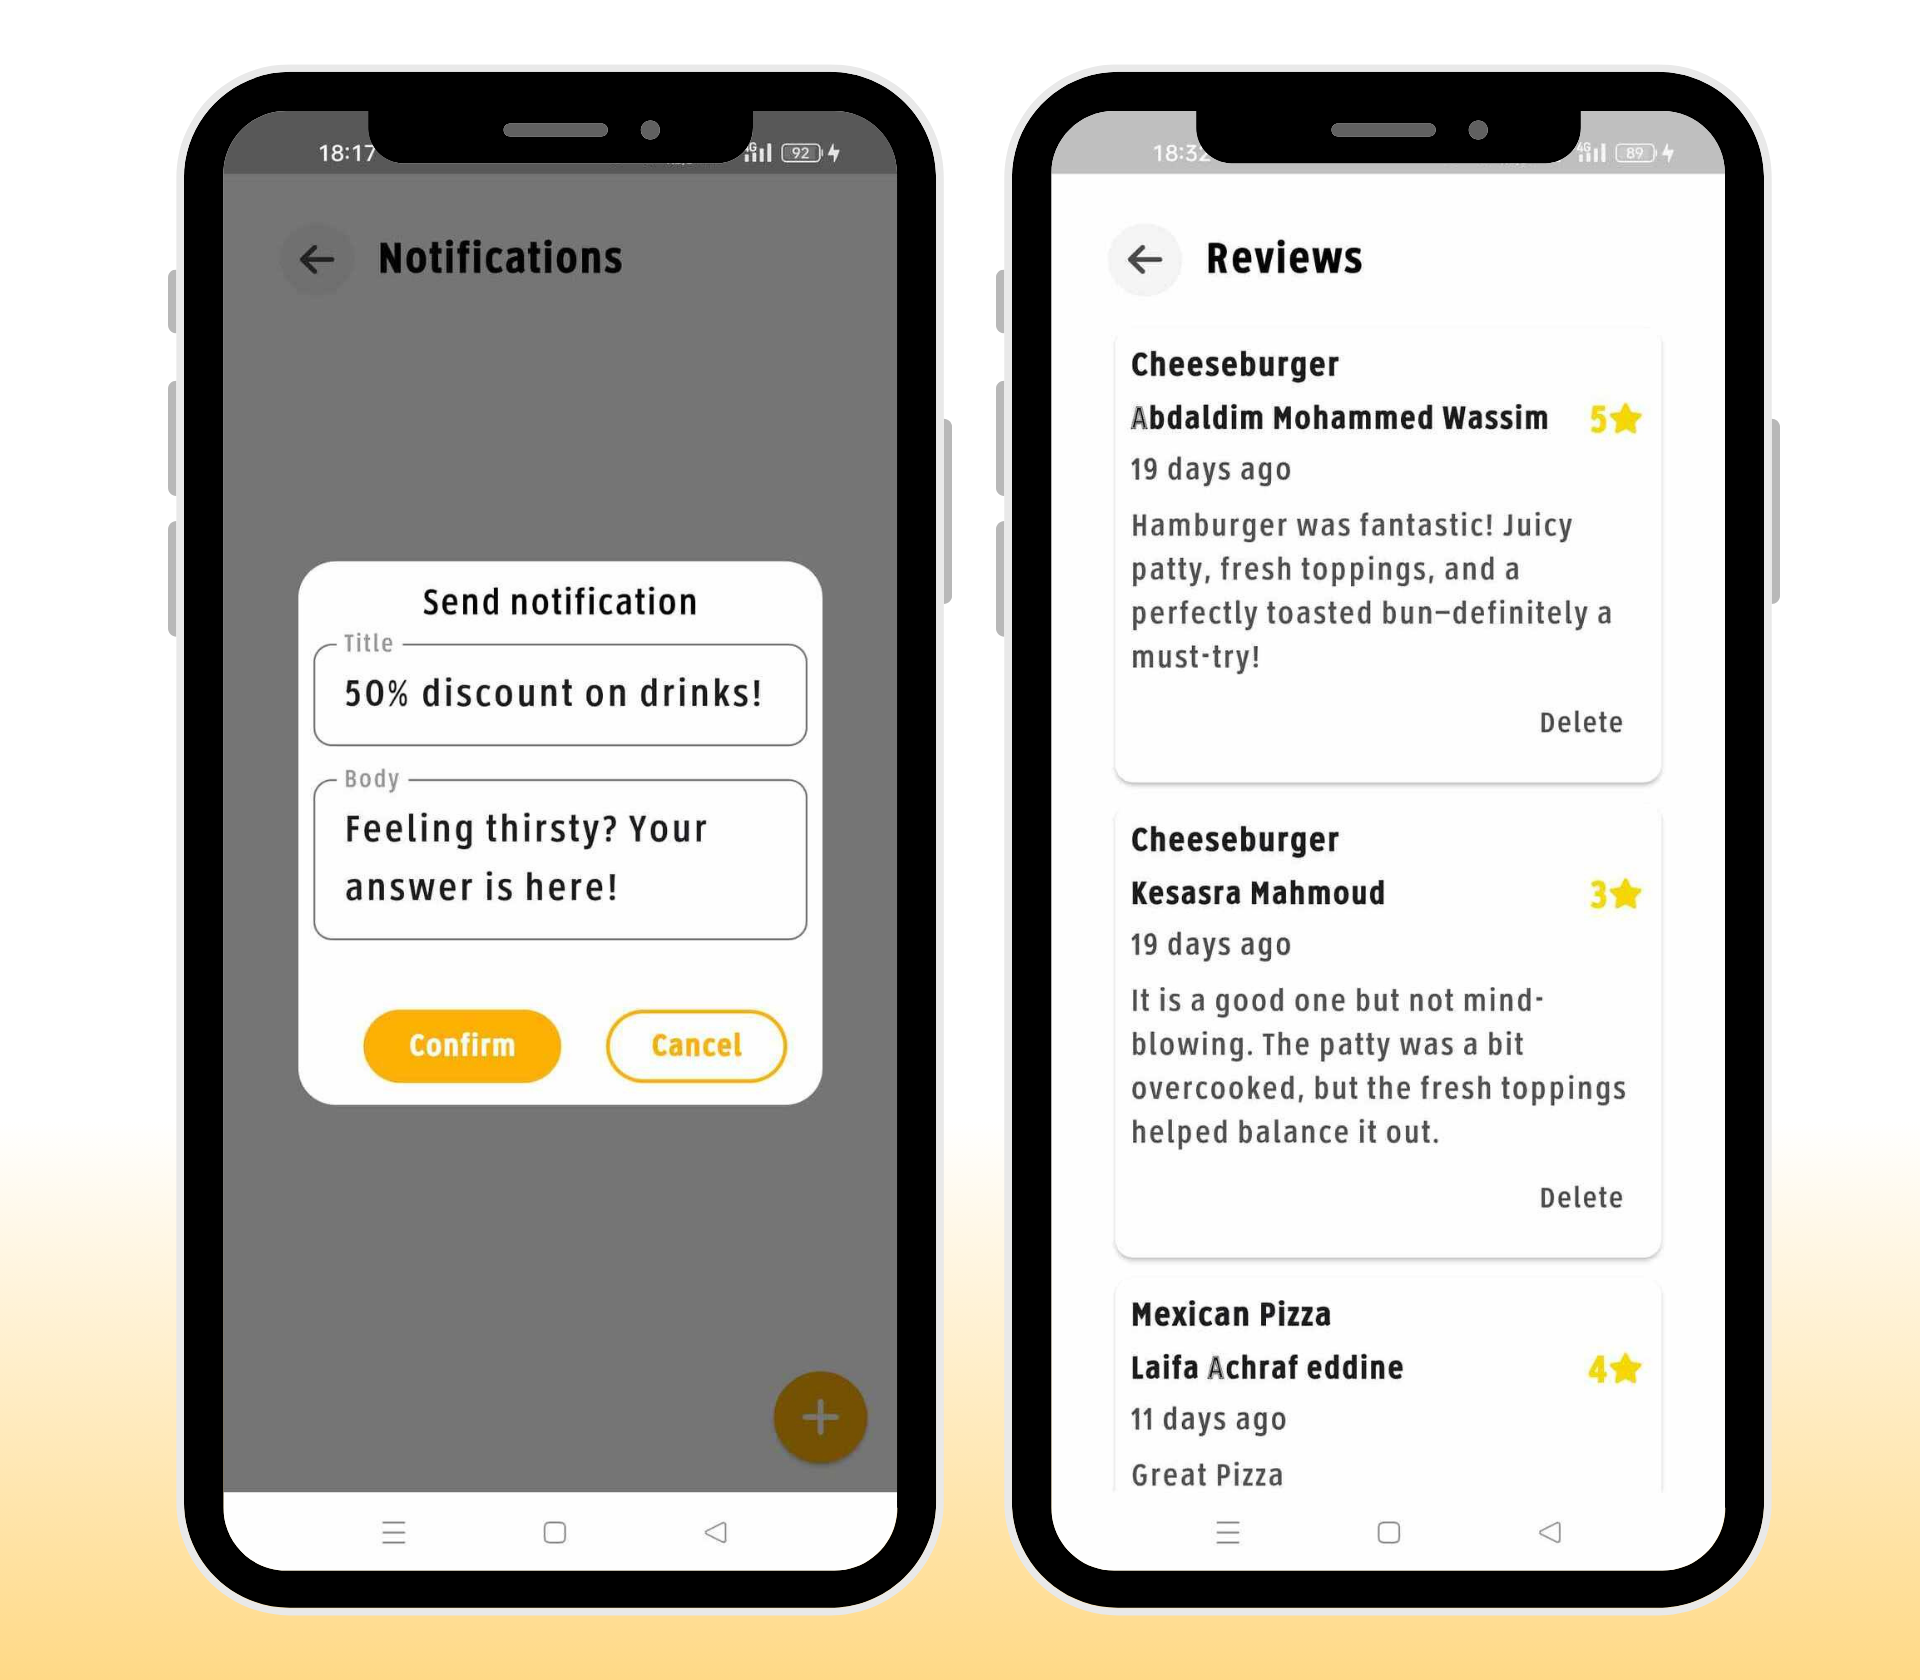 18:17
4G
92
Notifications
Send notification
Title
50% discount on drinks!
Body
Feeling thirsty? Your
answer is here!
Confirm
Cancel
4G
89
Reviews
Cheeseburger
Abdaldim Mohammed Wassim 5
19 days ago
Hamburger was fantastic! Juicy
patty, fresh toppings, and a
perfectly toasted bun—definitely a
must-try!
Delete
Cheeseburger
Kesasra Mahmoud 3
19 days ago
It is a good one but not mind-
blowing. The patty was a bit
overcooked, but the fresh toppings
helped balance it out.
Delete
Mexican Pizza
Laifa Achraf eddine 4
11 days ago
Great Pizza